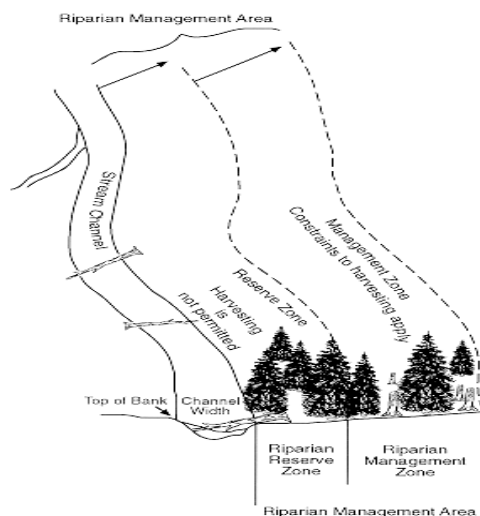 Riparian Management Area
Stream Channel
Management Zone
Constraints to harvesting apply
Reserve Zone
Harvesting
is
not permitted
Top of Bank
Channel
Width
Riparian
Reserve
Zone
Riparian
Management
Zone
Riparian Management Area